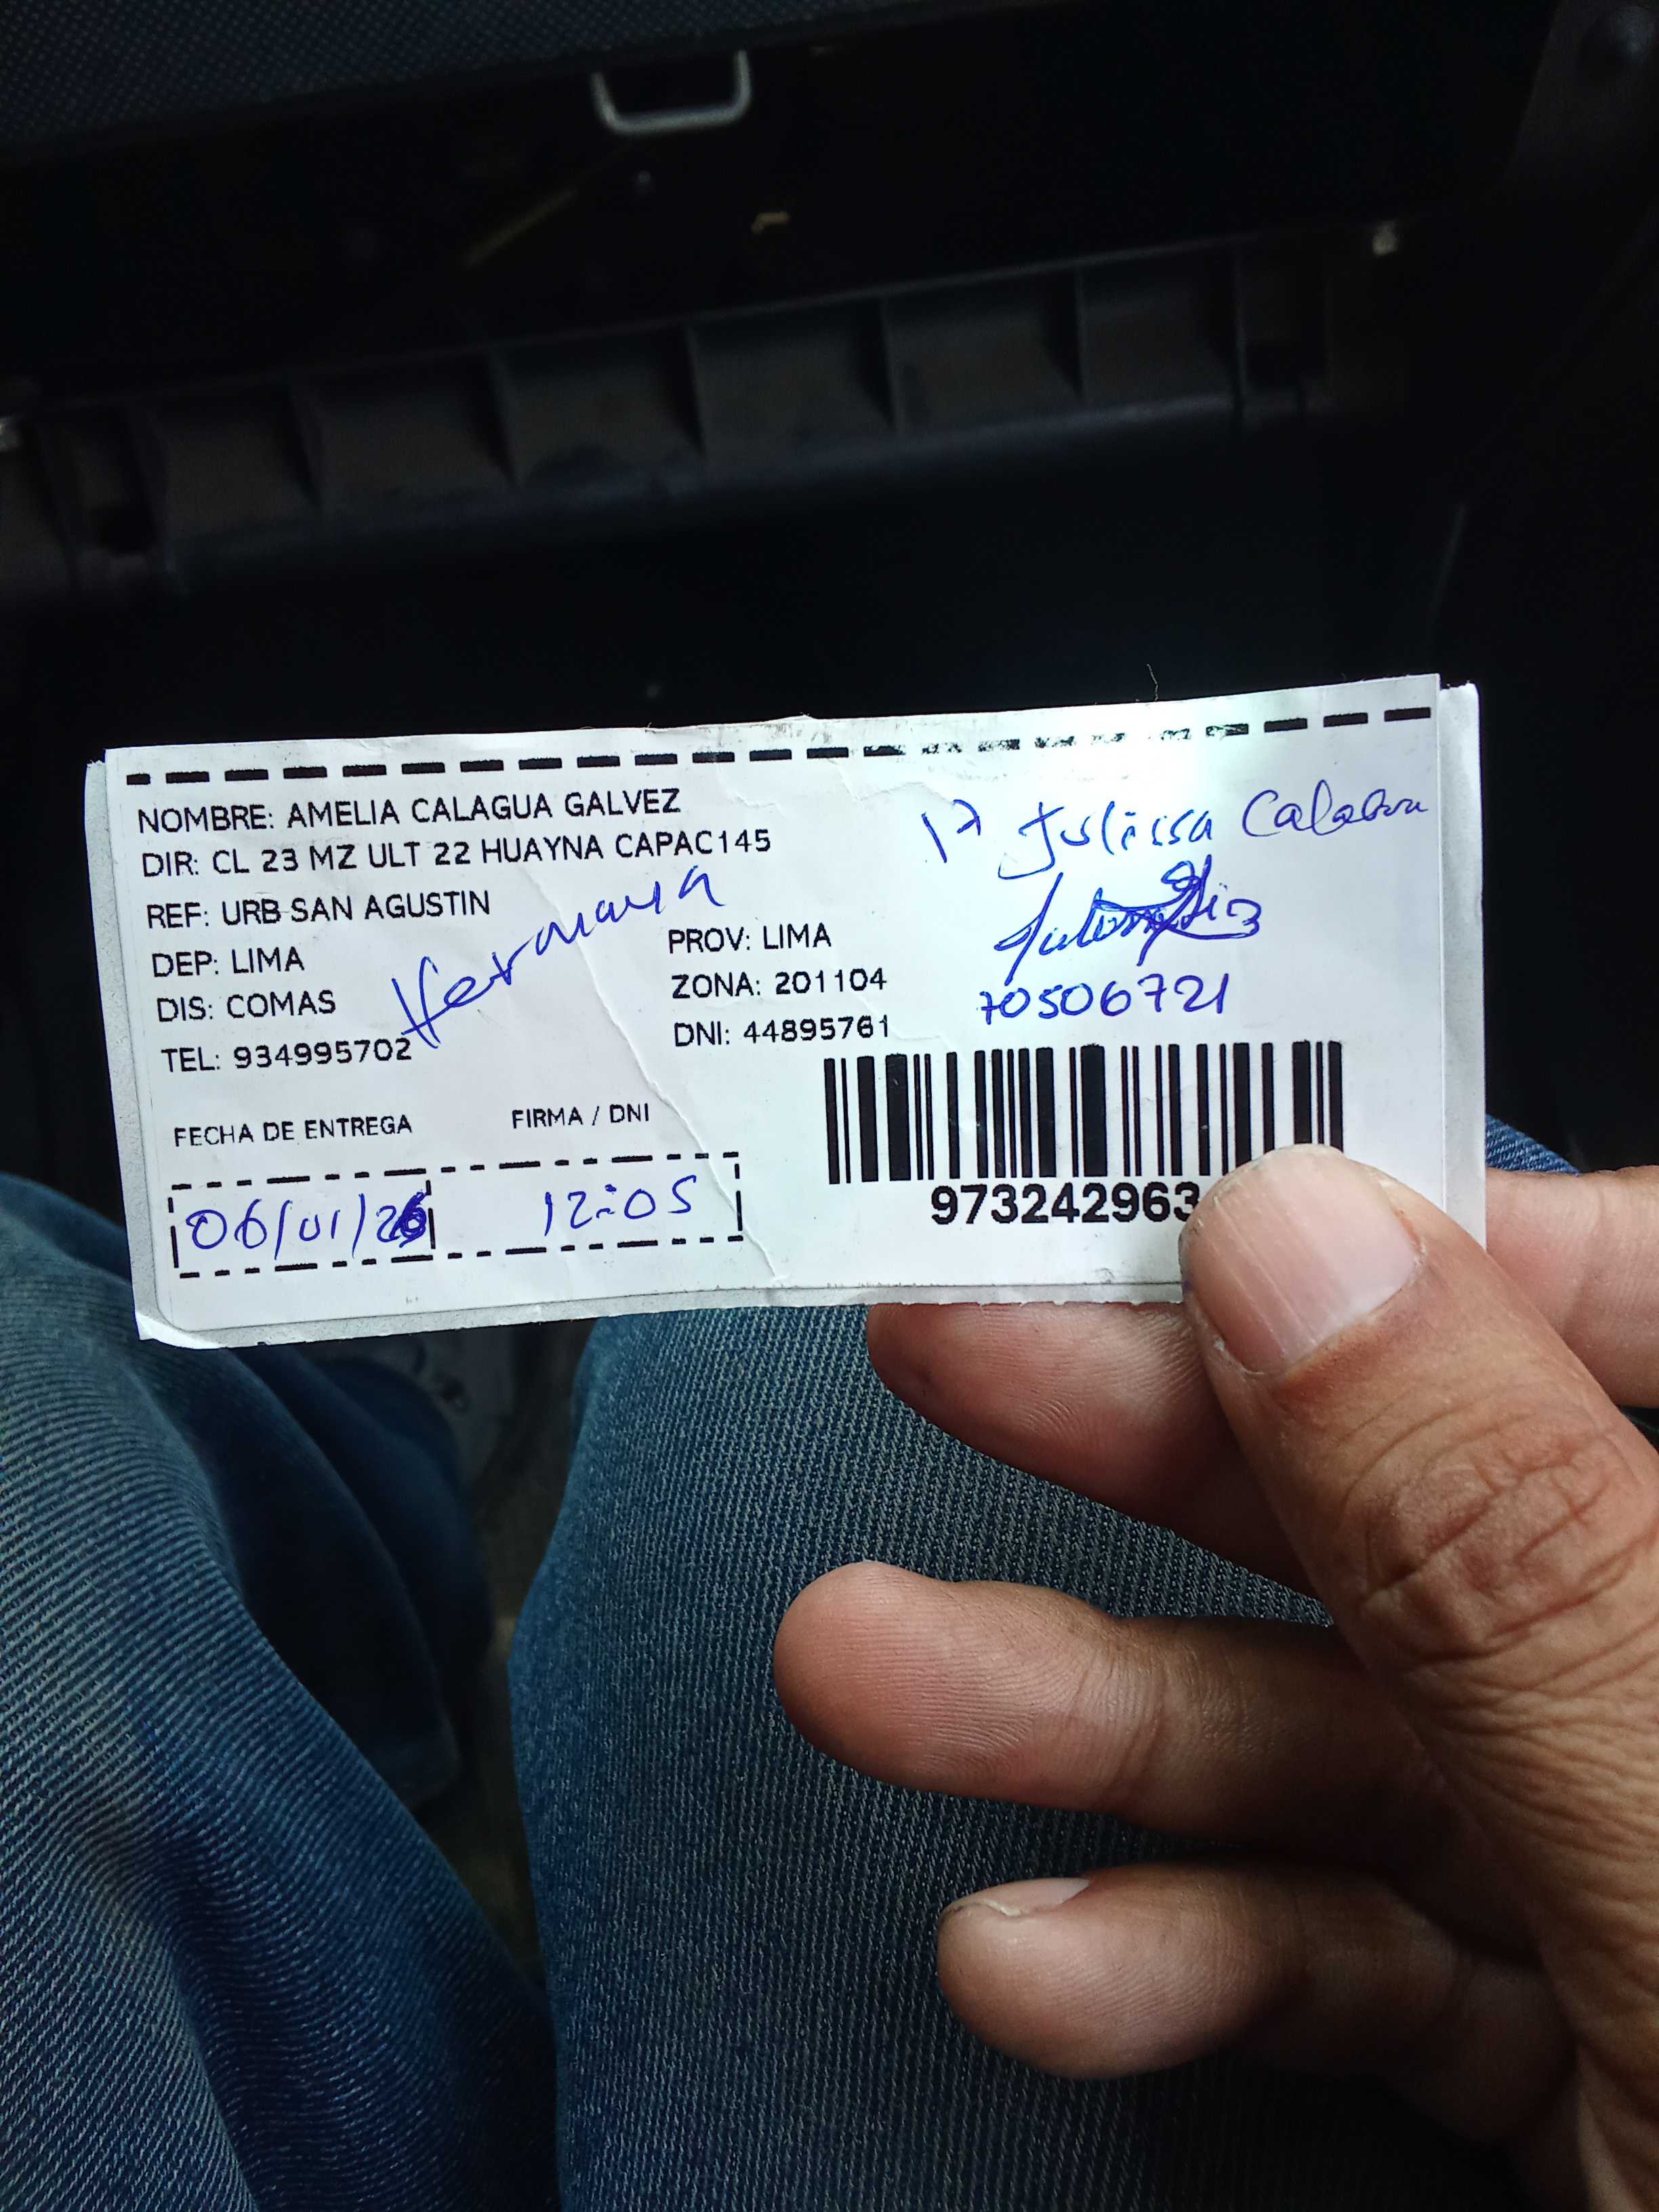 NOMBRE: AMELIA CALAGUA GALVEZ
DIR: CL 23 MZ ULT 22 HUAYNA CAPAC145
REF: URB SAN AGUSTIN
DEP: LIMA
PROV: LIMA
DIS: COMAS
ZONA: 201104
TEL: 934995702
DNI: 44895761
Hermana
Julissa
70506721
FECHA DE ENTREGA
FIRMA / DNI
06/01/26
12:05
973242963